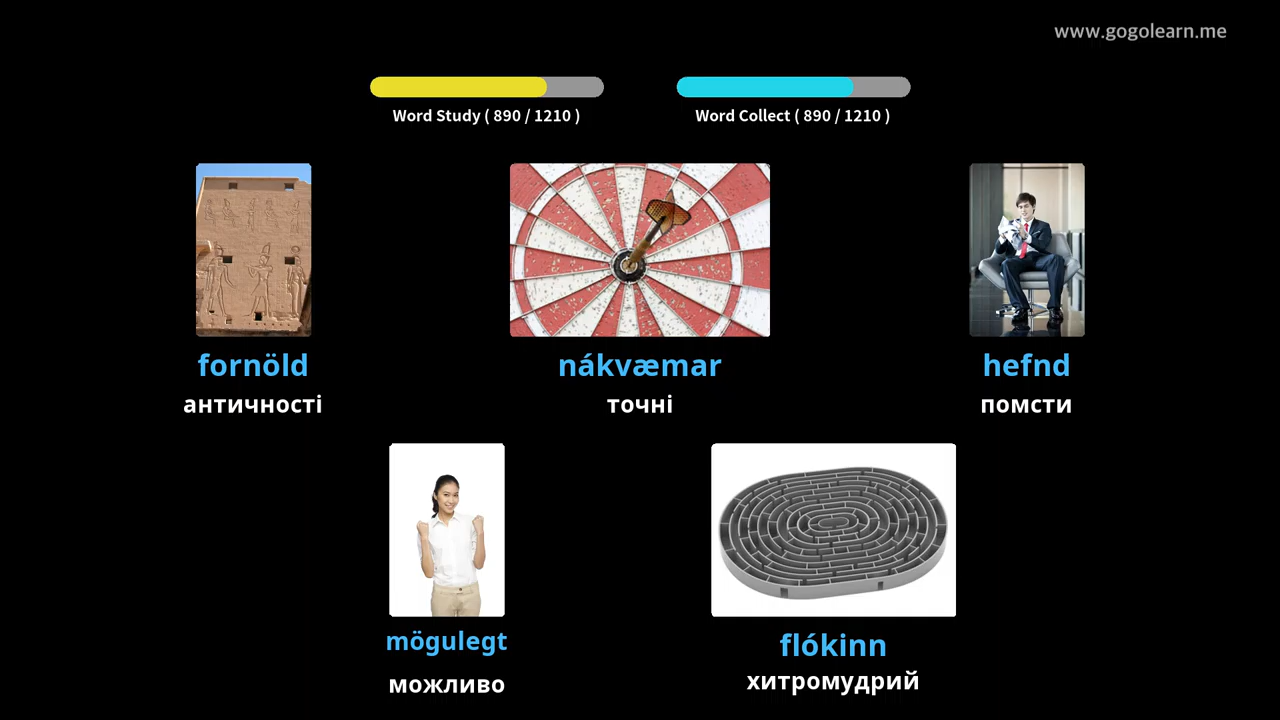 www.gogolearn.me
Word Study ( 890 / 1210 )
Word Collect ( 890 / 1210 )
fornöld
nákvæmar
hefnd
античності
точні
помсти
mögulegt
flókinn
можливо
хитромудрий